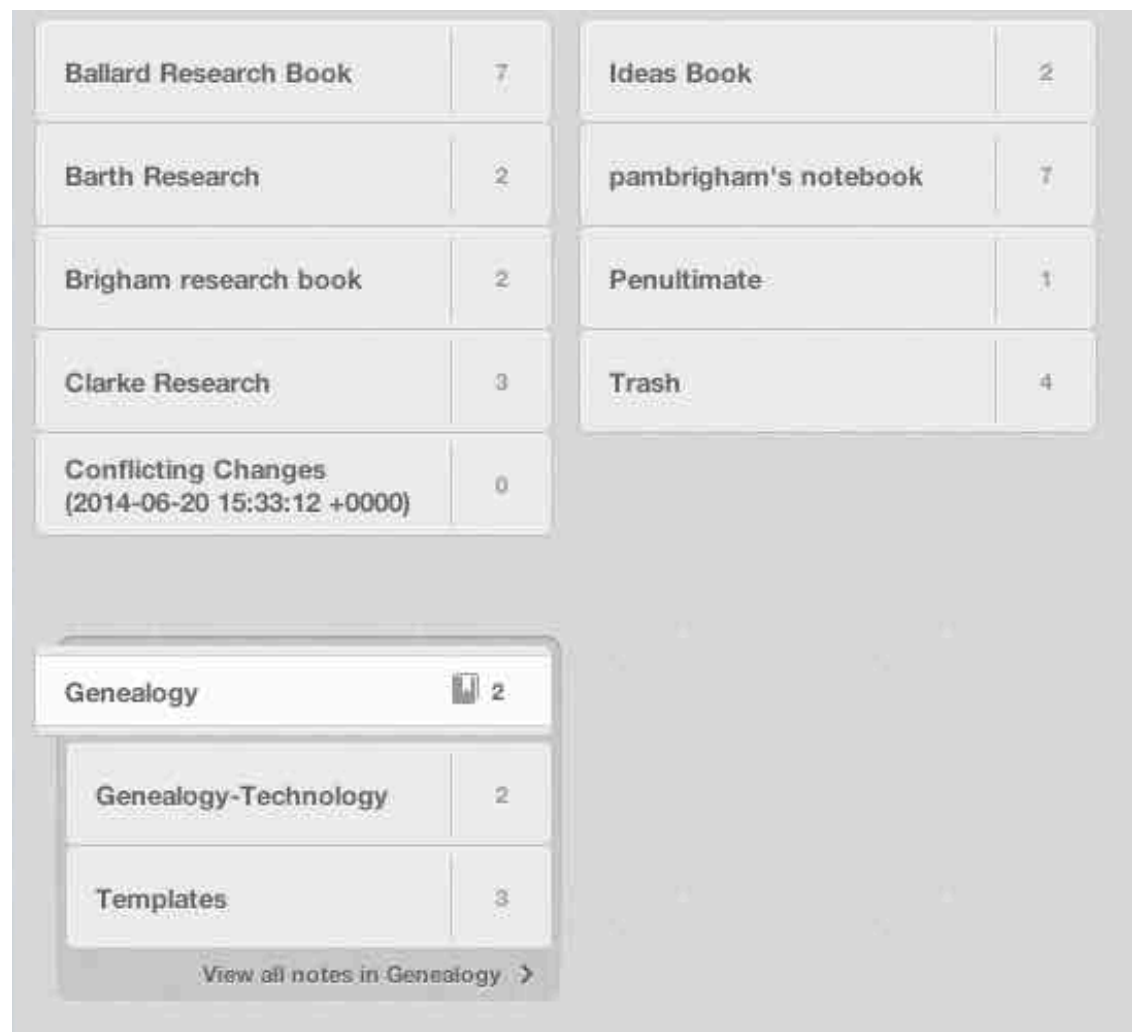 Ballard Research Book 7
Barth Research 2
Brigham research book 2
Clarke Research 3
Conflicting Changes
(2014-06-20 15:33:12 +0000) 0
Ideas Book 2
pambrigham's notebook 7
Penultimate 1
Trash 4
Genealogy 2
Genealogy-Technology 2
Templates 3
View all notes in Genealogy >